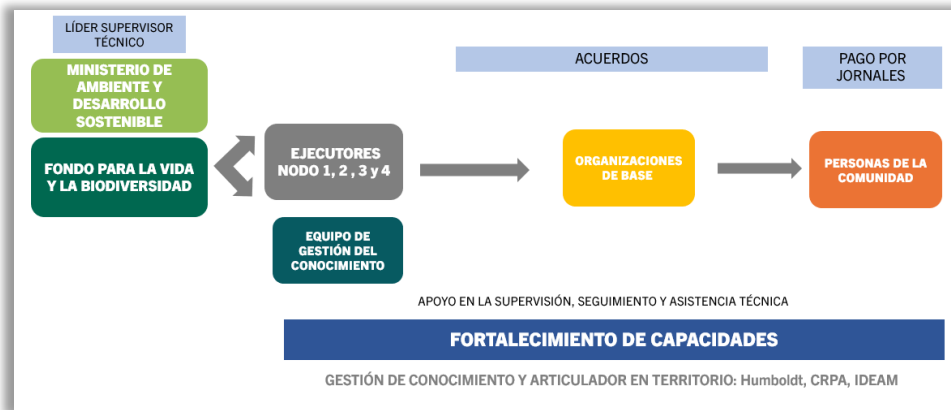 LÍDER SUPERVISOR
TÉCNICO
MINISTERIO DE
AMBIENTE Y
DESARROLLO
SOSTENIBLE
FONDO PARA LA VIDA
Y LA BIODIVERSIDAD
EJECUTORES
NODO 1, 2 , 3 y 4
EQUIPO DE
GESTIÓN DEL
CONOCIMIENTO
ACUERDOS
ORGANIZACIONES
DE BASE
PAGO POR
JORNALES
PERSONAS DE LA
COMUNIDAD
APOYO EN LA SUPERVISIÓN, SEGUIMIENTO Y ASISTENCIA TÉCNICA
FORTALECIMIENTO DE CAPACIDADES
GESTIÓN DE CONOCIMIENTO Y ARTICULADOR EN TERRITORIO: Humboldt, CRPA, IDEAM